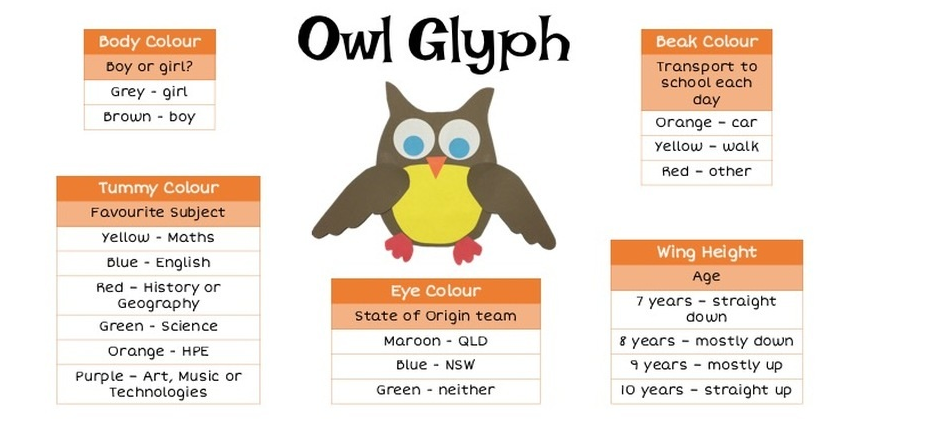 Owl Glyph
Body Colour
Boy or girl?
Grey - girl
Brown - boy
Beak Colour
Transport to
school each
day
Orange – car
Yellow – walk
Red – other
Tummy Colour
Favourite Subject
Yellow - Maths
Blue - English
Red – History or
Geography
Green - Science
Orange - HPE
Purple – Art, Music or
Technologies
Eye Colour
State of Origin team
Maroon - QLD
Blue - NSW
Green - neither
Wing Height
Age
7 years – straight
down
8 years – mostly down
9 years – mostly up
10 years – straight up